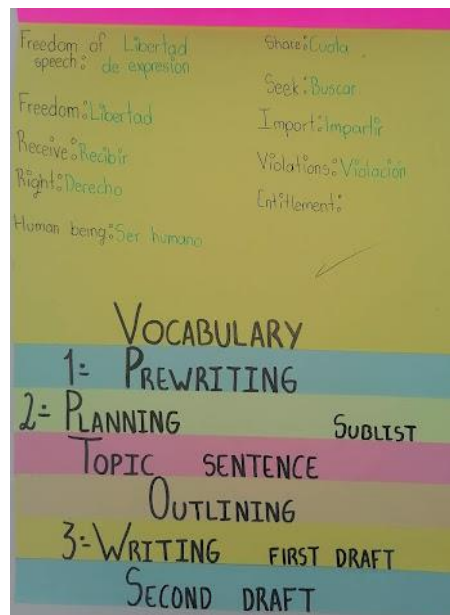 Freedom of Libertad
speech: de expresion
Freedom: Libertad
Receive: Recibir
Right: Derecho
Human being: Ser humano
Share: Cuota
Seek: Buscar
Import: Impartir
Violations: Violación
Entitlement:
VOCABULARY
1= PREWRITING
2= PLANNING SUBLIST
TOPIC SENTENCE
OUTLINING
3=WRITING FIRST DRAFT
SECOND DRAFT